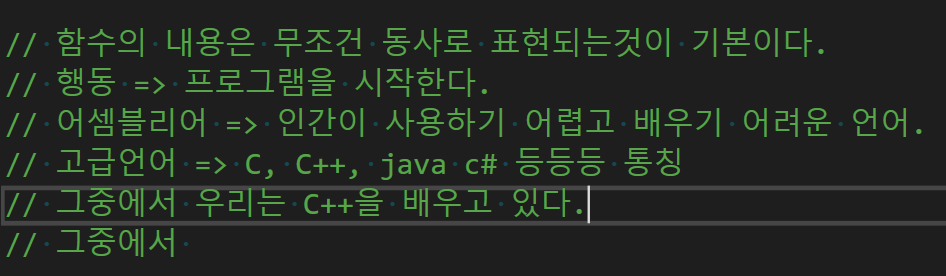 // 함수의 내용은 무조건 동사로 표현되는것이 기본이다.
// 행동 => 프로그램을 시작한다.
// 어셈블리어 => 인간이 사용하기 어렵고 배우기 어려운 언어.
// 고급언어 => C, C++, java c# 등등등 통칭
// 그중에서 우리는 C++을 배우고 있다.
// 그중에서